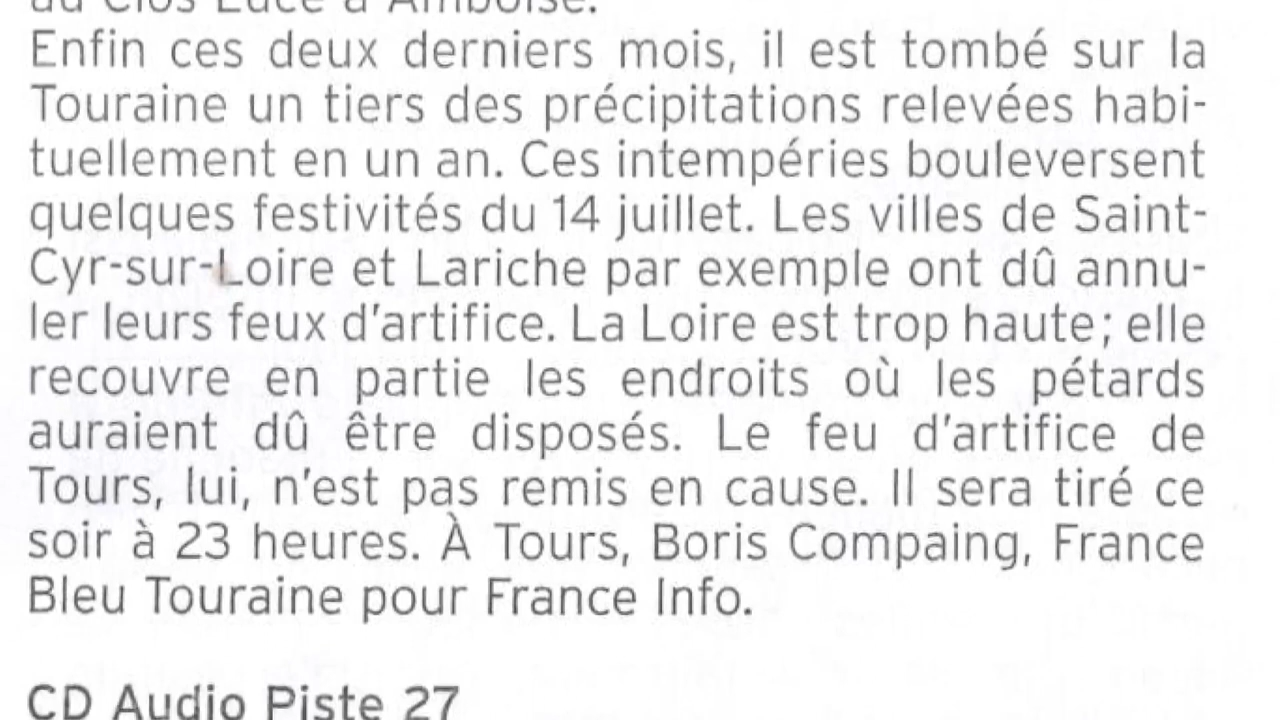 au Clos Lucé à Amboise.
Enfin ces deux derniers mois, il est tombé sur la
Touraine un tiers des précipitations relevées habi-
tuellement en un an. Ces intempéries bouleversent
quelques festivités du 14 juillet. Les villes de Saint-
Cyr-sur-Loire et Lariche par exemple ont dû annu-
ler leurs feux d'artifice. La Loire est trop haute; elle
recouvre en partie les endroits où les pétards
auraient dû être disposés. Le feu d'artifice de
Tours, lui, n'est pas remis en cause. Il sera tiré ce
soir à 23 heures. À Tours, Boris Compaing, France
Bleu Touraine pour France Info.
CD Audio Piste 27